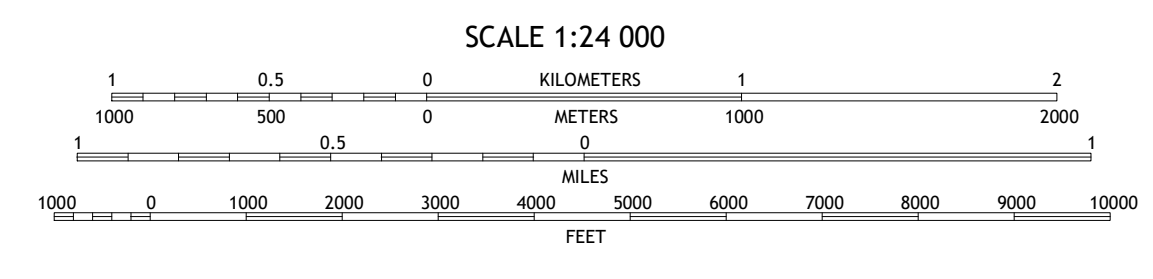 SCALE 1:24 000
1 0.5 0 KILOMETERS 1 2
1000 500 0 METERS 1000 2000
1 0.5 0 1
MILES
1000 0 1000 2000 3000 4000 5000 6000 7000 8000 9000 10000
FEET